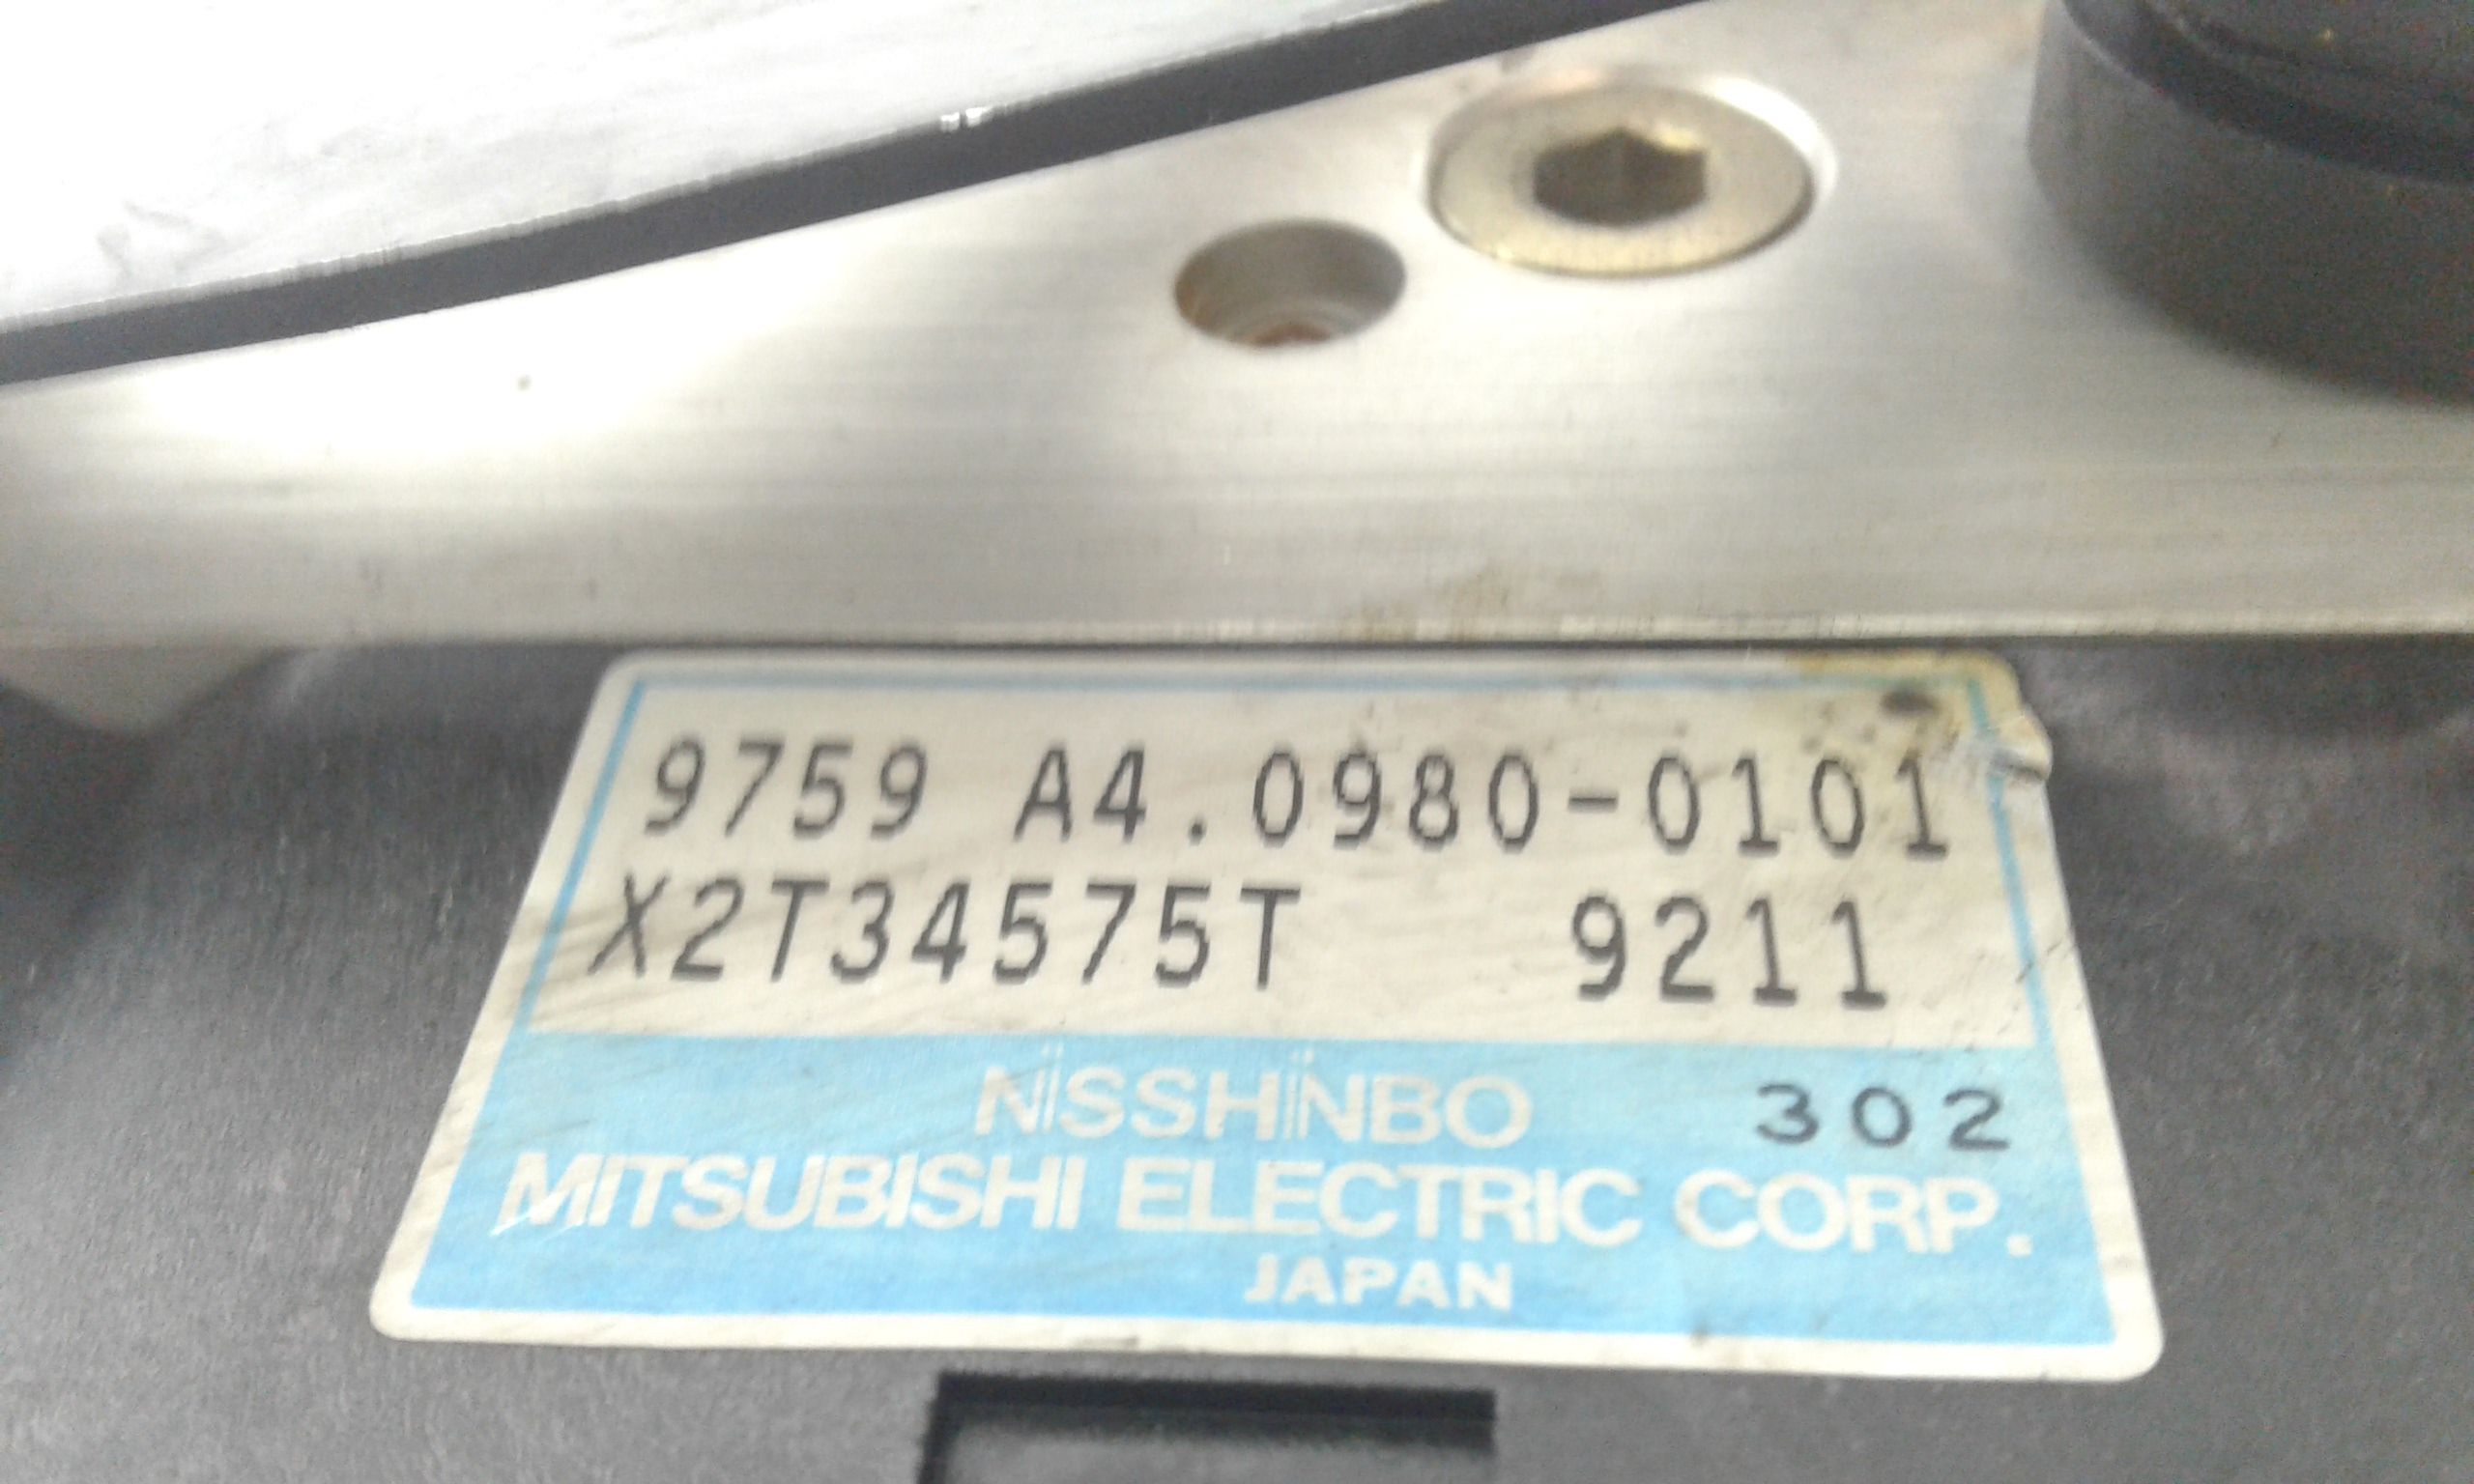 9759 A4.0980-0101
X2T34575T 9211
NISSHINBO 302
MITSUBISHI ELECTRIC CORP.
JAPAN